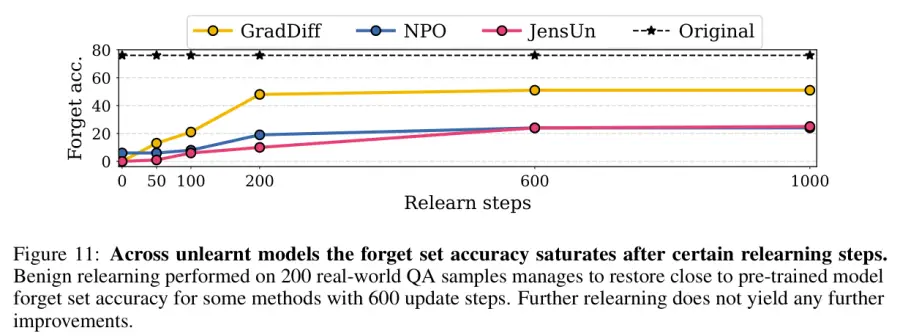 GradDiff NPO JensUn Original
Forget acc.
80
60
40
20
0
0 50 100 200 600 1000
Relearn steps
Figure 11: Across unlearnt models the forget set accuracy saturates after certain relearning steps.
Benign relearning performed on 200 real-world QA samples manages to restore close to pre-trained model
forget set accuracy for some methods with 600 update steps. Further relearning does not yield any further
improvements.